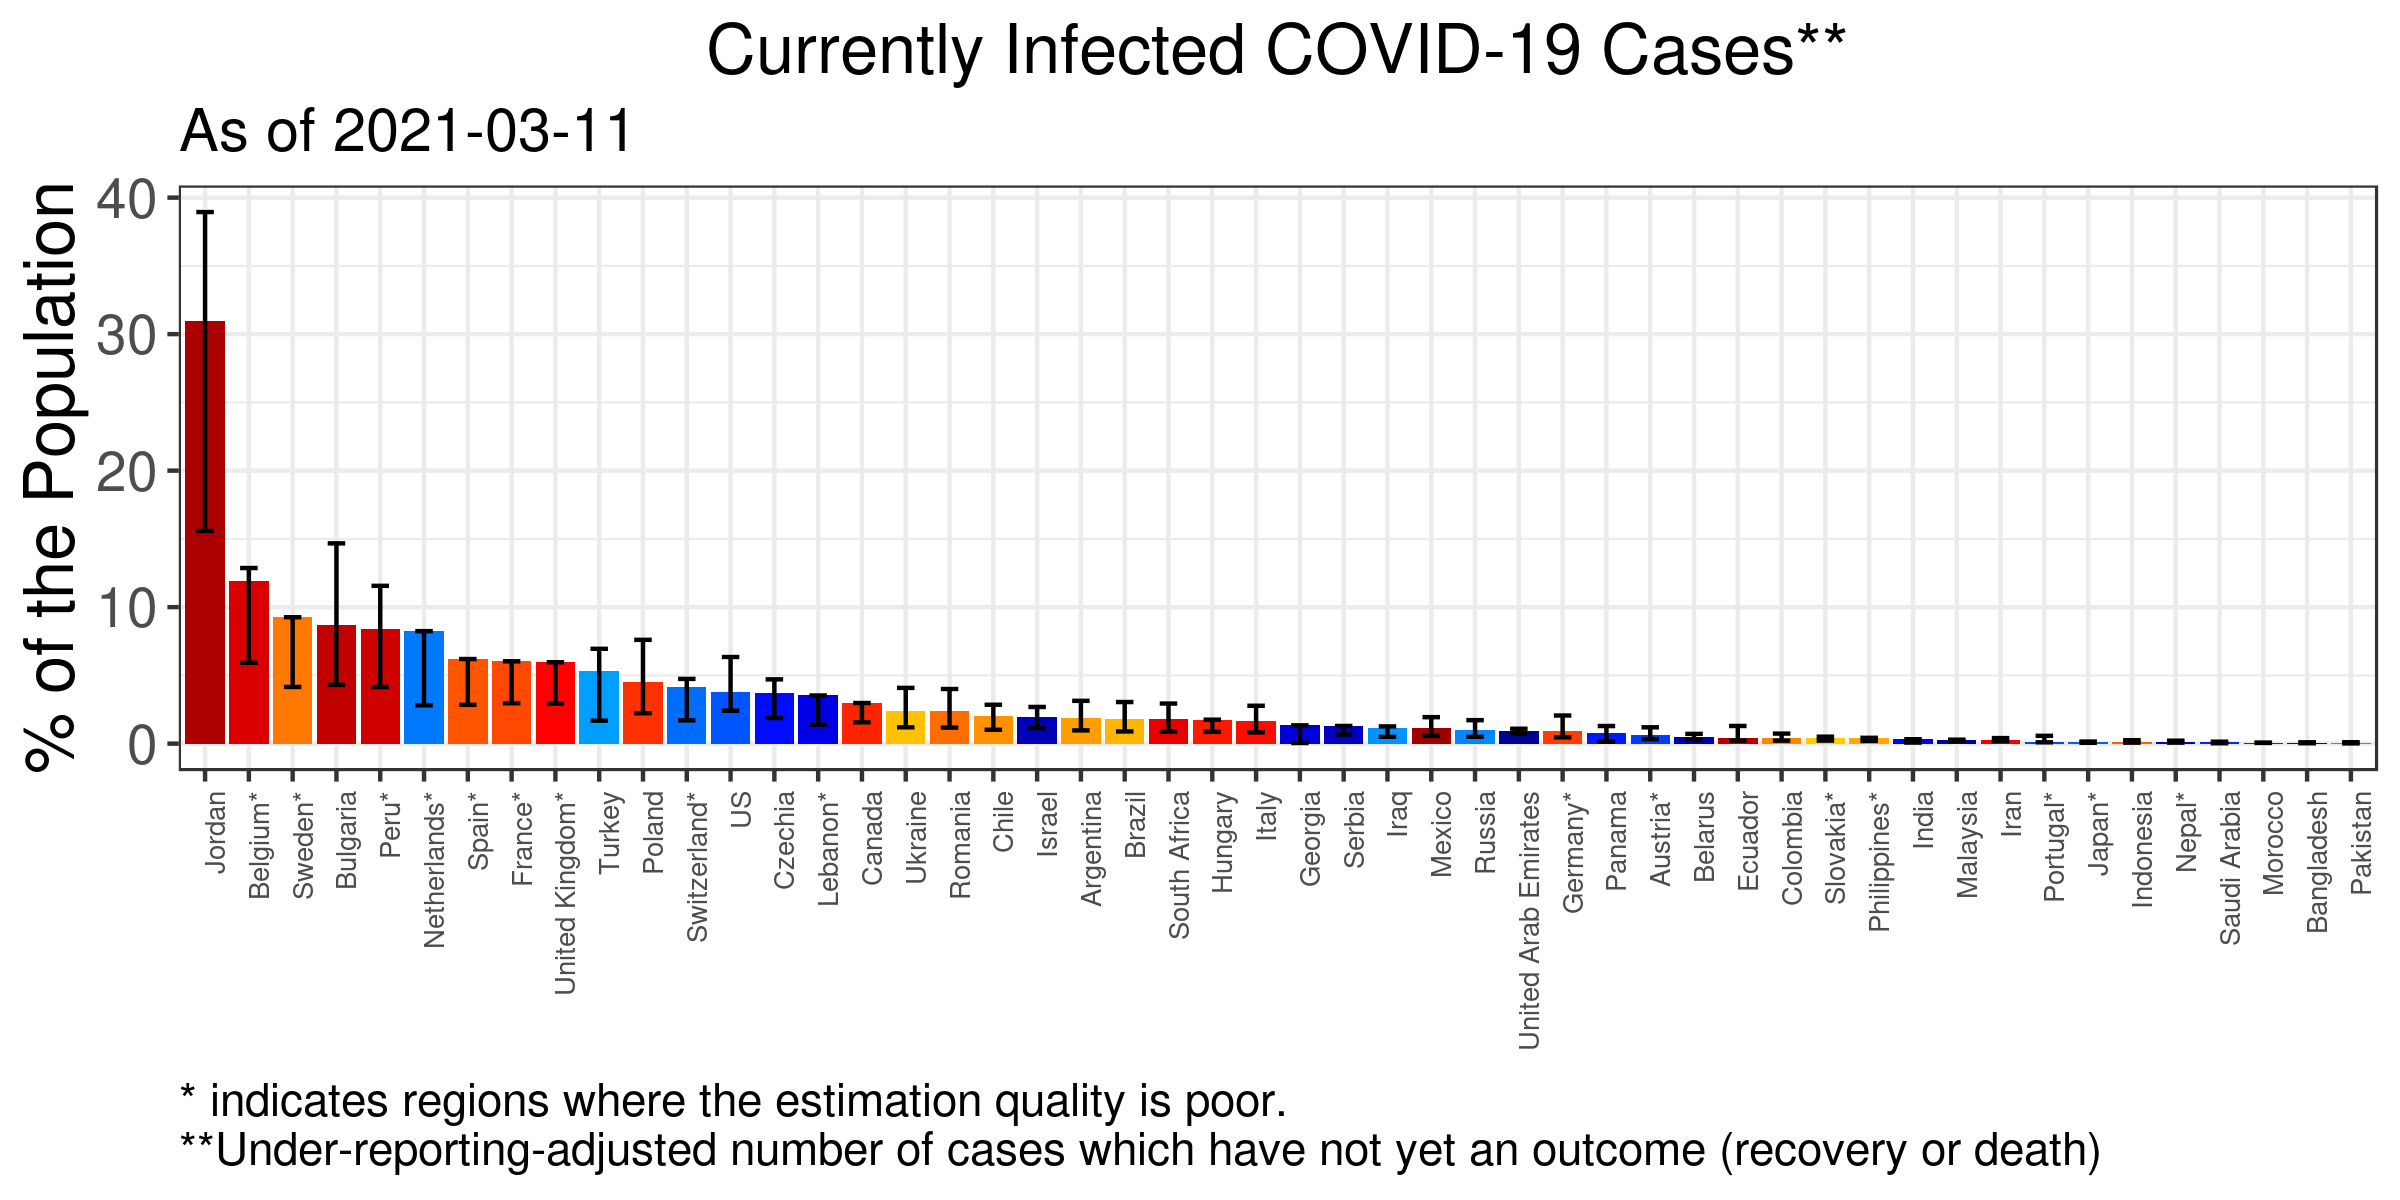 Currently Infected COVID-19 Cases**
As of 2021-03-11
% of the Population
40
30
20
10
0
Jordan
Belgium*
Sweden*
Bulgaria
Peru*
Netherlands*
Spain*
France*
United Kingdom*
Turkey
Poland
Switzerland*
US
Czechia
Lebanon*
Canada
Ukraine
Romania
Chile
Israel
Argentina
Brazil
South Africa
Hungary
Italy
Georgia
Serbia
Iraq
Mexico
Russia
United Arab Emirates
Germany*
Panama
Austria*
Belarus
Ecuador
Colombia
Slovakia*
Philippines*
India
Malaysia
Iran
Portugal*
Japan*
Indonesia
Nepal*
Saudi Arabia
Morocco
Bangladesh
Pakistan
* indicates regions where the estimation quality is poor.
**Under-reporting-adjusted number of cases which have not yet an outcome (recovery or death)